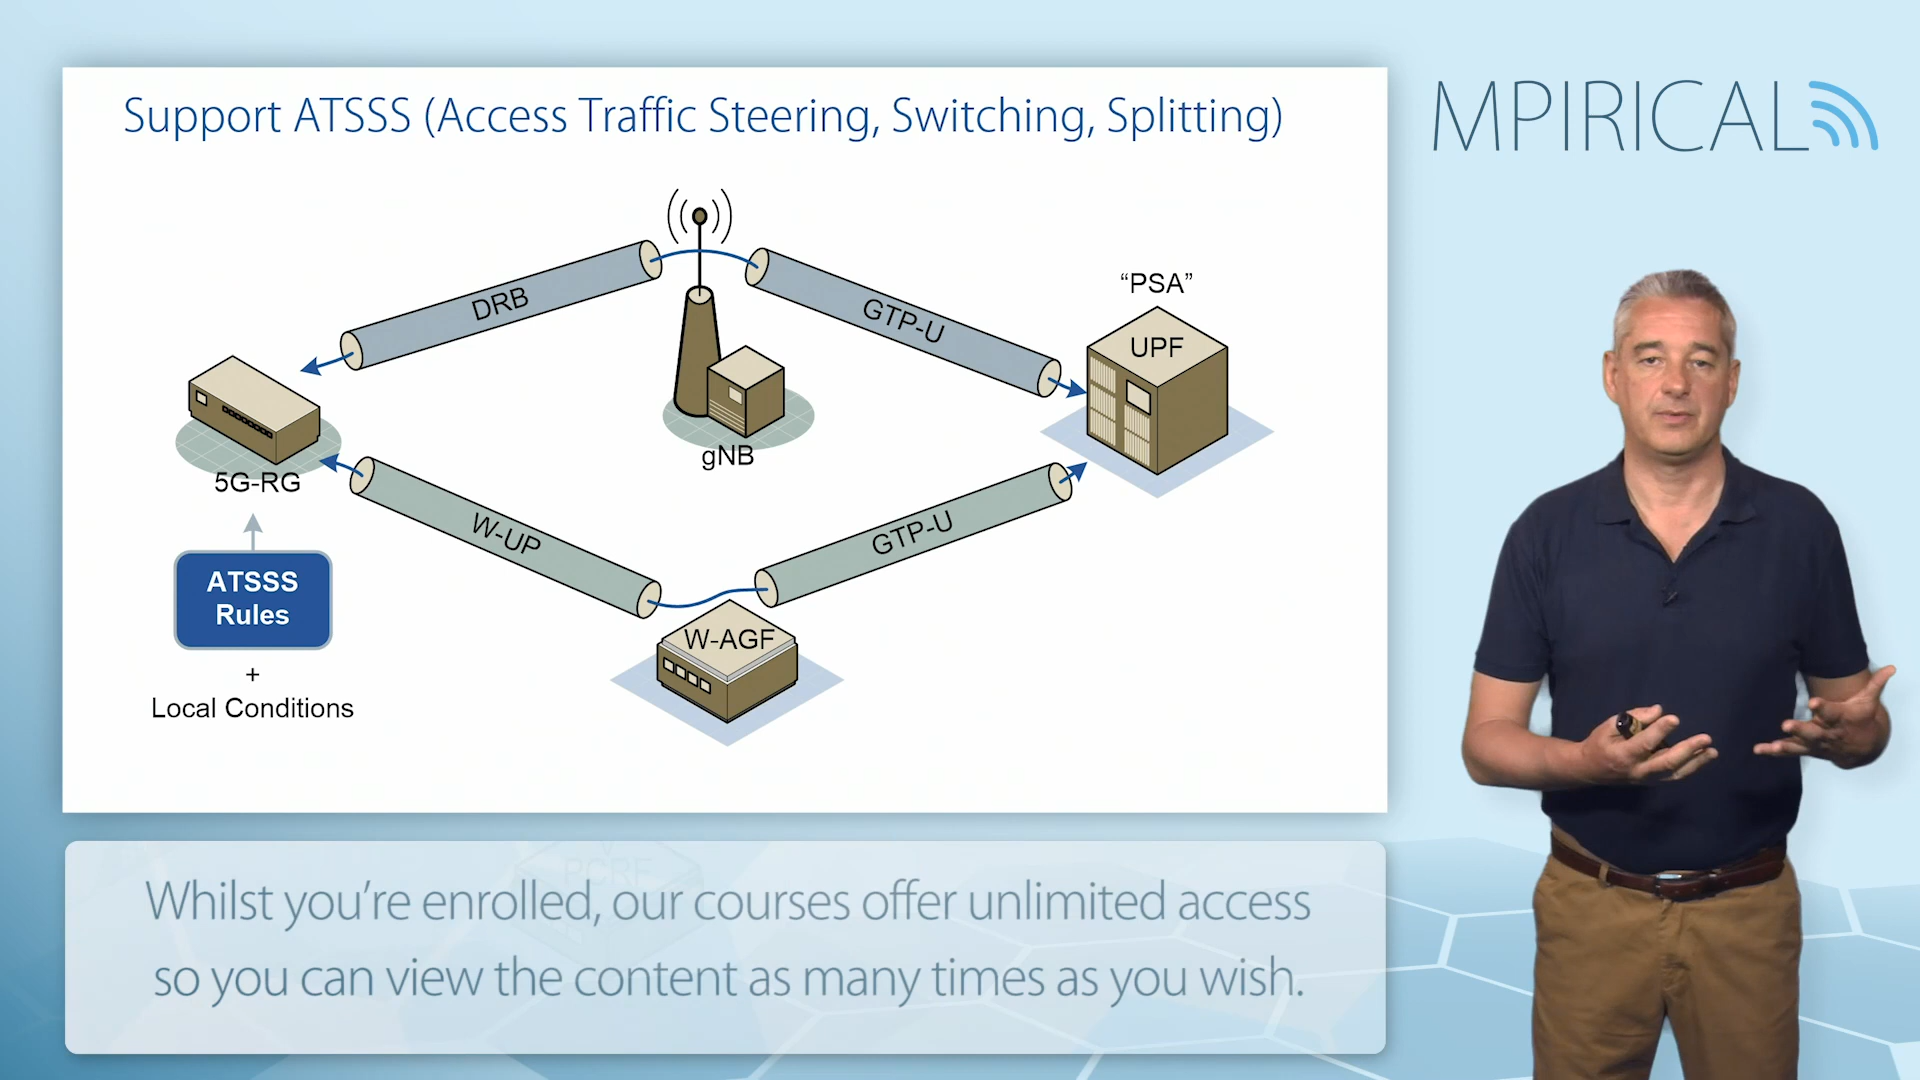 Support ATSSS (Access Traffic Steering, Switching, Splitting)
MPIRICAL
DRB
GTP-U
“PSA”
UPF
gNB
5G-RG
W-UP
GTP-U
ATSSS
Rules
W-AGF
+
Local Conditions
PCRF
Whilst you’re enrolled, our courses offer unlimited access
so you can view the content as many times as you wish.